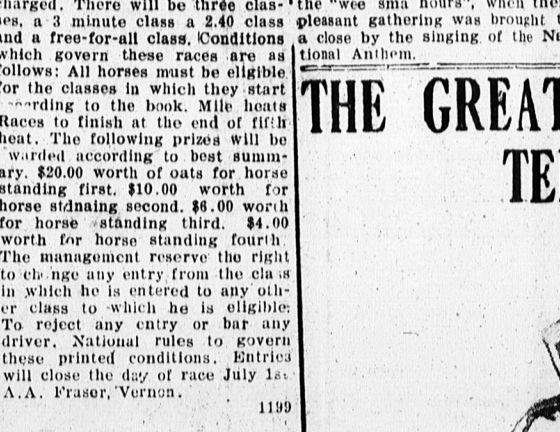 charged. There will be three clas-
ses, a 3 minute class a 2.40 class
and a free-for-all class. Conditions
which govern these races are as
follows: All horses must be eligible
for the classes in which they start
to the book. Mile heats
Races to finish at the end of fifth
heat. The following prizes will be
warded according to best summ-
ary. $20.00 worth of oats for horse
standing first. $10.00 worth for
horse stdnaing second. $6.00 worth
for horse standing third. $4.00
worth for horse standing fourth
The management reserve the right
to change any entry from the class
in which he is entered to any oth-
er class to which he is eligible.
To reject any entry or bar any
driver. National rules to govern
these printed conditions. Entries
will close the day of race July 1st.
A.A. Fraser, Vernon.
1199
the "wee sma hours", when the
pleasant gathering was brought
a close by the singing of the Na
tional Anthem.
THE GREAT
TE